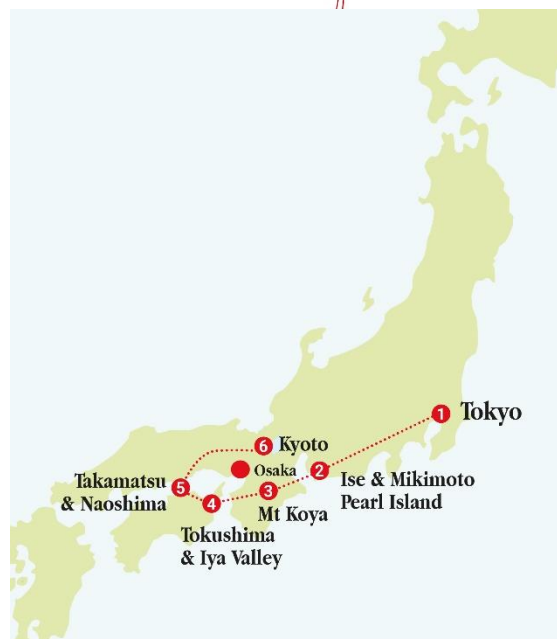 1
Tokyo
2
Ise & Mikimoto
Pearl Island
3
Mt Koya
4
Tokushima
& Iya Valley
5
Takamatsu
& Naoshima
6
Kyoto
Osaka